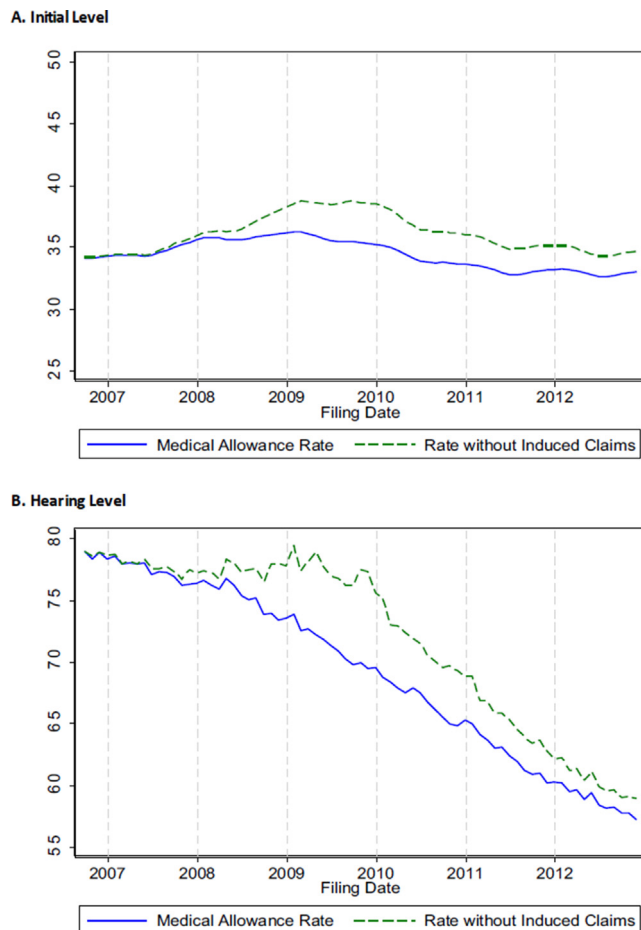 A. Initial Level
50
45
40
35
30
25
2007 2008 2009 2010 2011 2012
Filing Date
Medical Allowance Rate Rate without Induced Claims
B. Hearing Level
80
75
70
65
60
55
2007 2008 2009 2010 2011 2012
Filing Date
Medical Allowance Rate Rate without Induced Claims